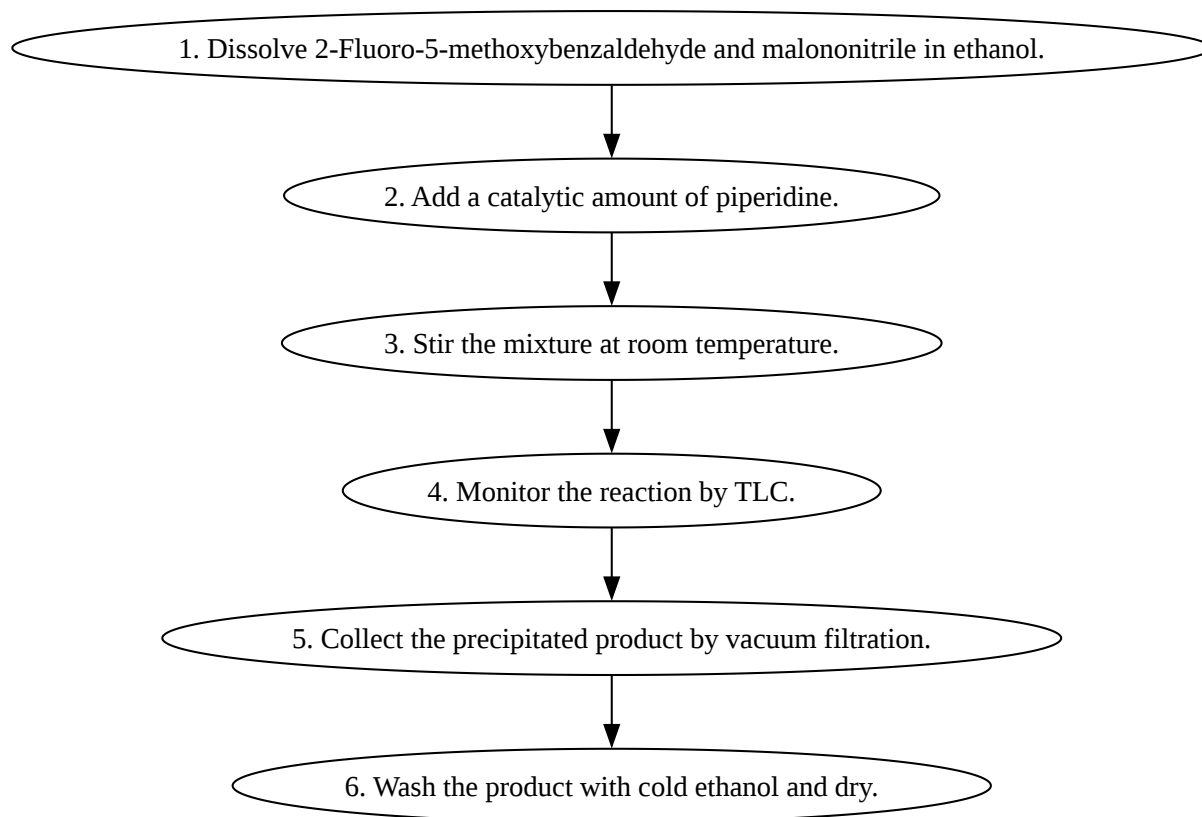 1. Dissolve 2-Fluoro-5-methoxybenzaldehyde and malononitrile in ethanol.
2. Add a catalytic amount of piperidine.
3. Stir the mixture at room temperature.
4. Monitor the reaction by TLC.
5. Collect the precipitated product by vacuum filtration.
6. Wash the product with cold ethanol and dry.